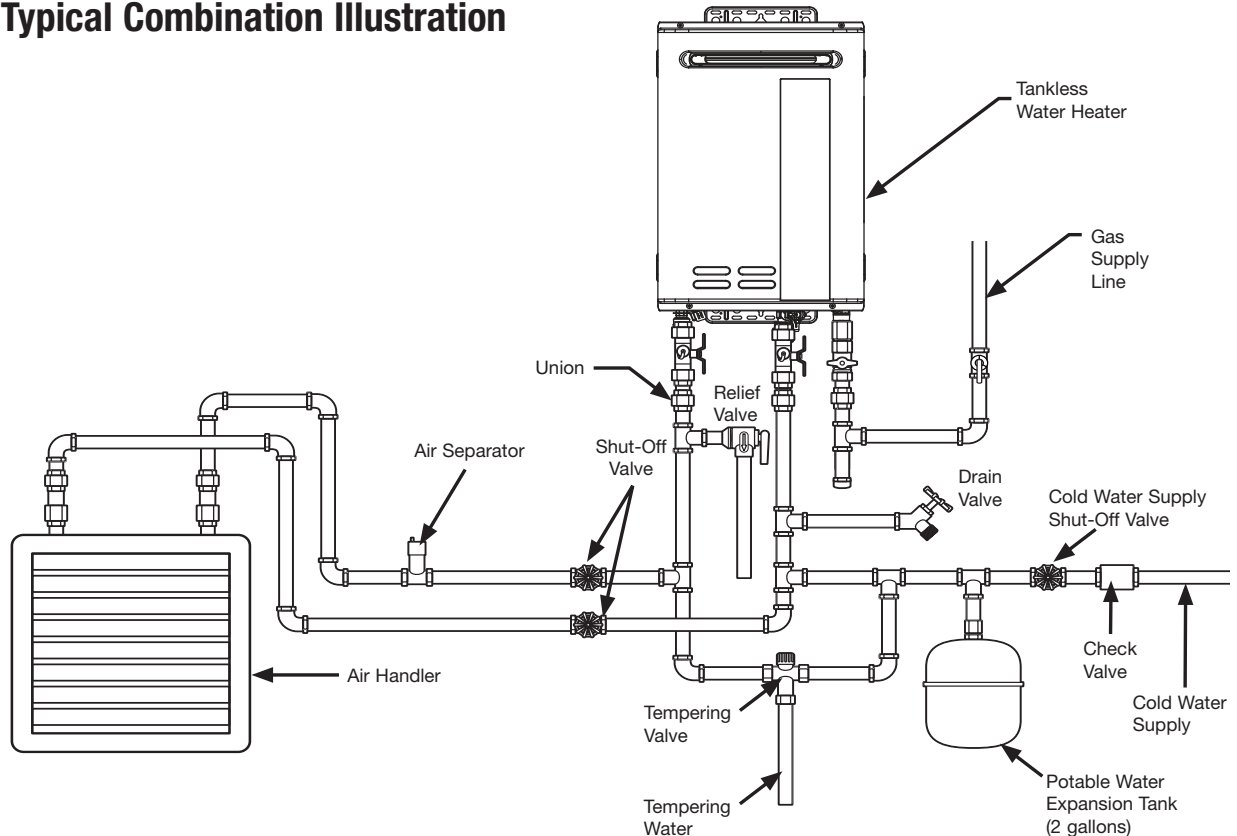 Typical Combination Illustration
Tankless
Water Heater
Gas
Supply
Line
Union
Relief
Valve
Air Separator
Shut-Off
Valve
Drain
Valve
Cold Water Supply
Shut-Off Valve
Air Handler
Check
Valve
Cold Water
Supply
Tempering
Valve
Potable Water
Expansion Tank
(2 gallons)
Tempering
Water